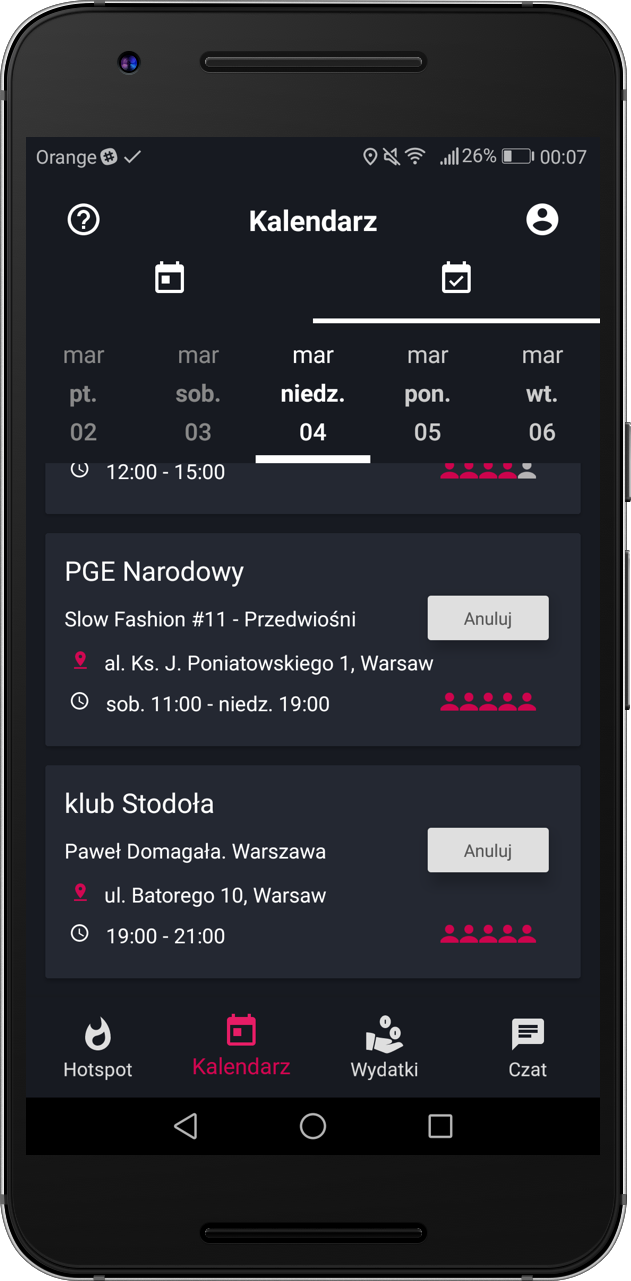 Orange 26% 00:07
Kalendarz
mar mar mar mar mar
pt. sob. niedz. pon. wt.
02 03 04 05 06
12:00 - 15:00
PGE Narodowy
Slow Fashion #11 - Przedwiośni
Anuluj
al. Ks. J. Poniatowskiego 1, Warsaw
sob. 11:00 - niedz. 19:00
klub Stodoła
Paweł Domagała. Warszawa
Anuluj
ul. Batorego 10, Warsaw
19:00 - 21:00
Hotspot Kalendarz Wydatki Czat